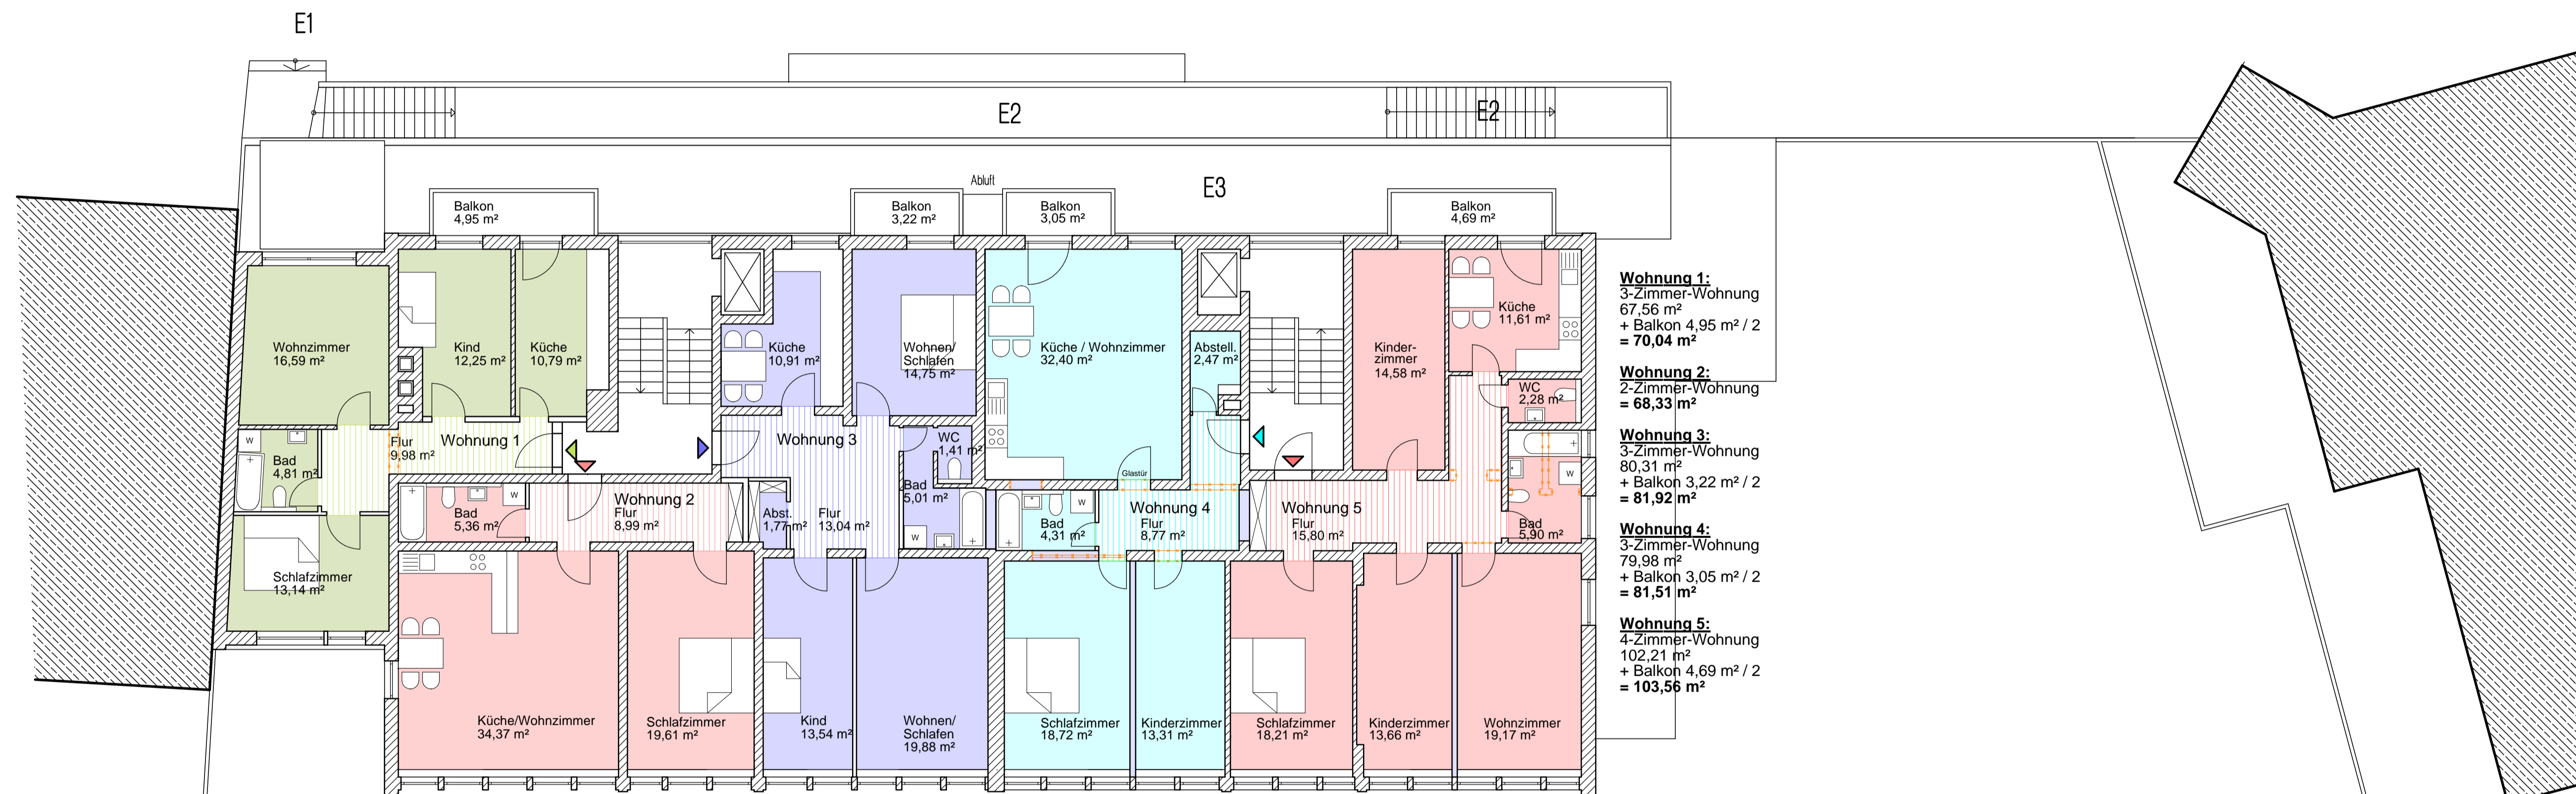 E1
E2
E2
E3
Abluft
Balkon
4,95 m²
Balkon
3,22 m²
Balkon
3,05 m²
Balkon
4,69 m²
Wohnzimmer
16,59 m²
Kind
12,25 m²
Küche
10,79 m²
Küche
10,91 m²
Wohnen/
Schlafen
14,75 m²
Küche / Wohnzimmer
32,40 m²
Abstell.
2,47 m²
Kinder-
zimmer
14,58 m²
Küche
11,61 m²
WC
2,28 m²
W
Bad
4,81 m²
Flur
9,98 m²
Wohnung 1
Wohnung 3
WC
1,41 m²
Glastür
W
Bad
5,36 m²
W
Wohnung 2
Flur
8,99 m²
Abst.
1,77 m²
Flur
13,04 m²
Bad
5,01 m²
W
Bad
4,31 m²
W
Wohnung 4
Flur
8,77 m²
Wohnung 5
Flur
15,80 m²
W
Bad
5,90 m²
Schlafzimmer
13,14 m²
Küche/Wohnzimmer
34,37 m²
Schlafzimmer
19,61 m²
Kind
13,54 m²
Wohnen/
Schlafen
19,88 m²
Schlafzimmer
18,72 m²
Kinderzimmer
13,31 m²
Schlafzimmer
18,21 m²
Kinderzimmer
13,66 m²
Wohnzimmer
19,17 m²
Wohnung 1:
3-Zimmer-Wohnung
67,56 m²
+ Balkon 4,95 m² / 2
= 70,04 m²
Wohnung 2:
2-Zimmer-Wohnung
= 68,33 m²
Wohnung 3:
3-Zimmer-Wohnung
80,31 m²
+ Balkon 3,22 m² / 2
= 81,92 m²
Wohnung 4:
3-Zimmer-Wohnung
79,98 m²
+ Balkon 3,05 m² / 2
= 81,51 m²
Wohnung 5:
4-Zimmer-Wohnung
102,21 m²
+ Balkon 4,69 m² / 2
= 103,56 m²